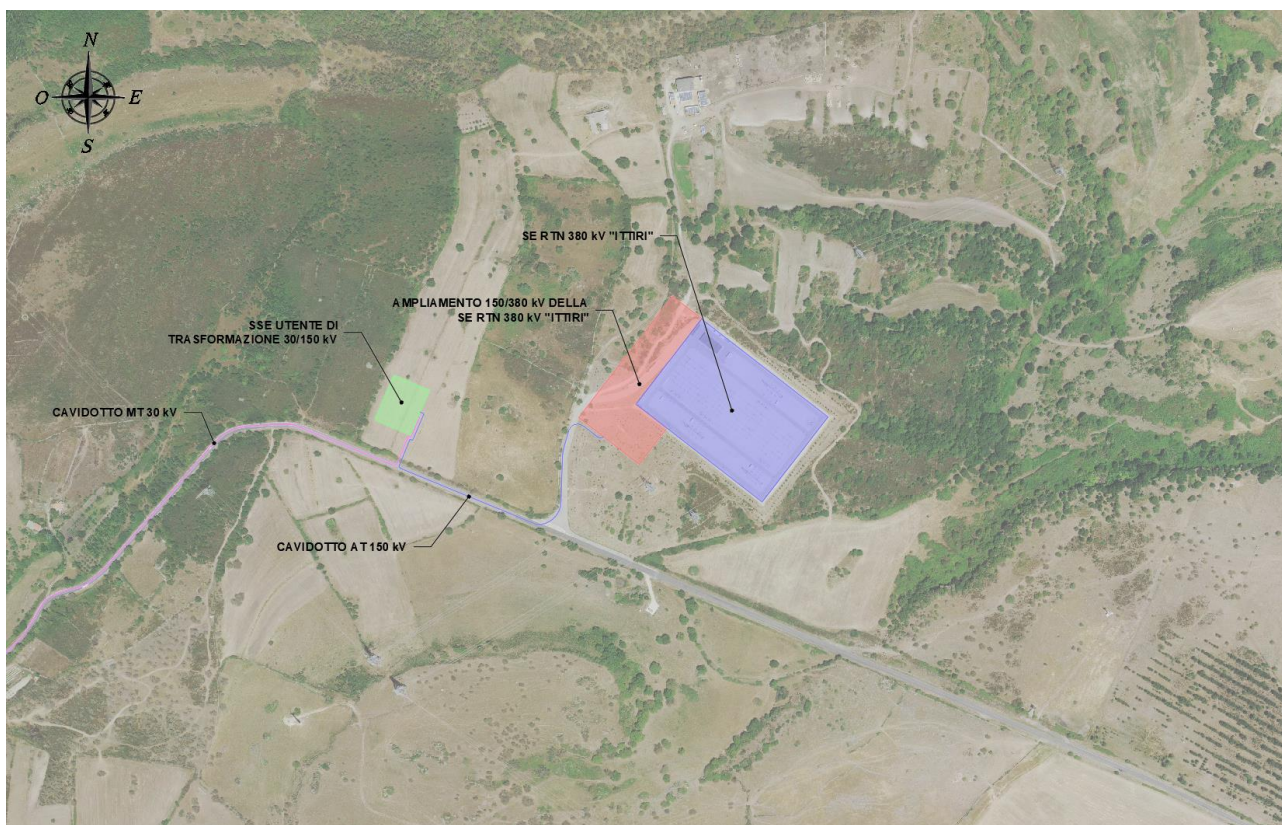 N
O E
S
SE RTN 380 kV "ITTIRI"
AMPLIAMENTO 150/380 kV DELLA
SE RTN 380 kV "ITTIRI"
SSE UTENTE DI
TRASFORMAZIONE 30/150 kV
CAVIDOTTO MT 30 kV
CAVIDOTTO AT 150 kV